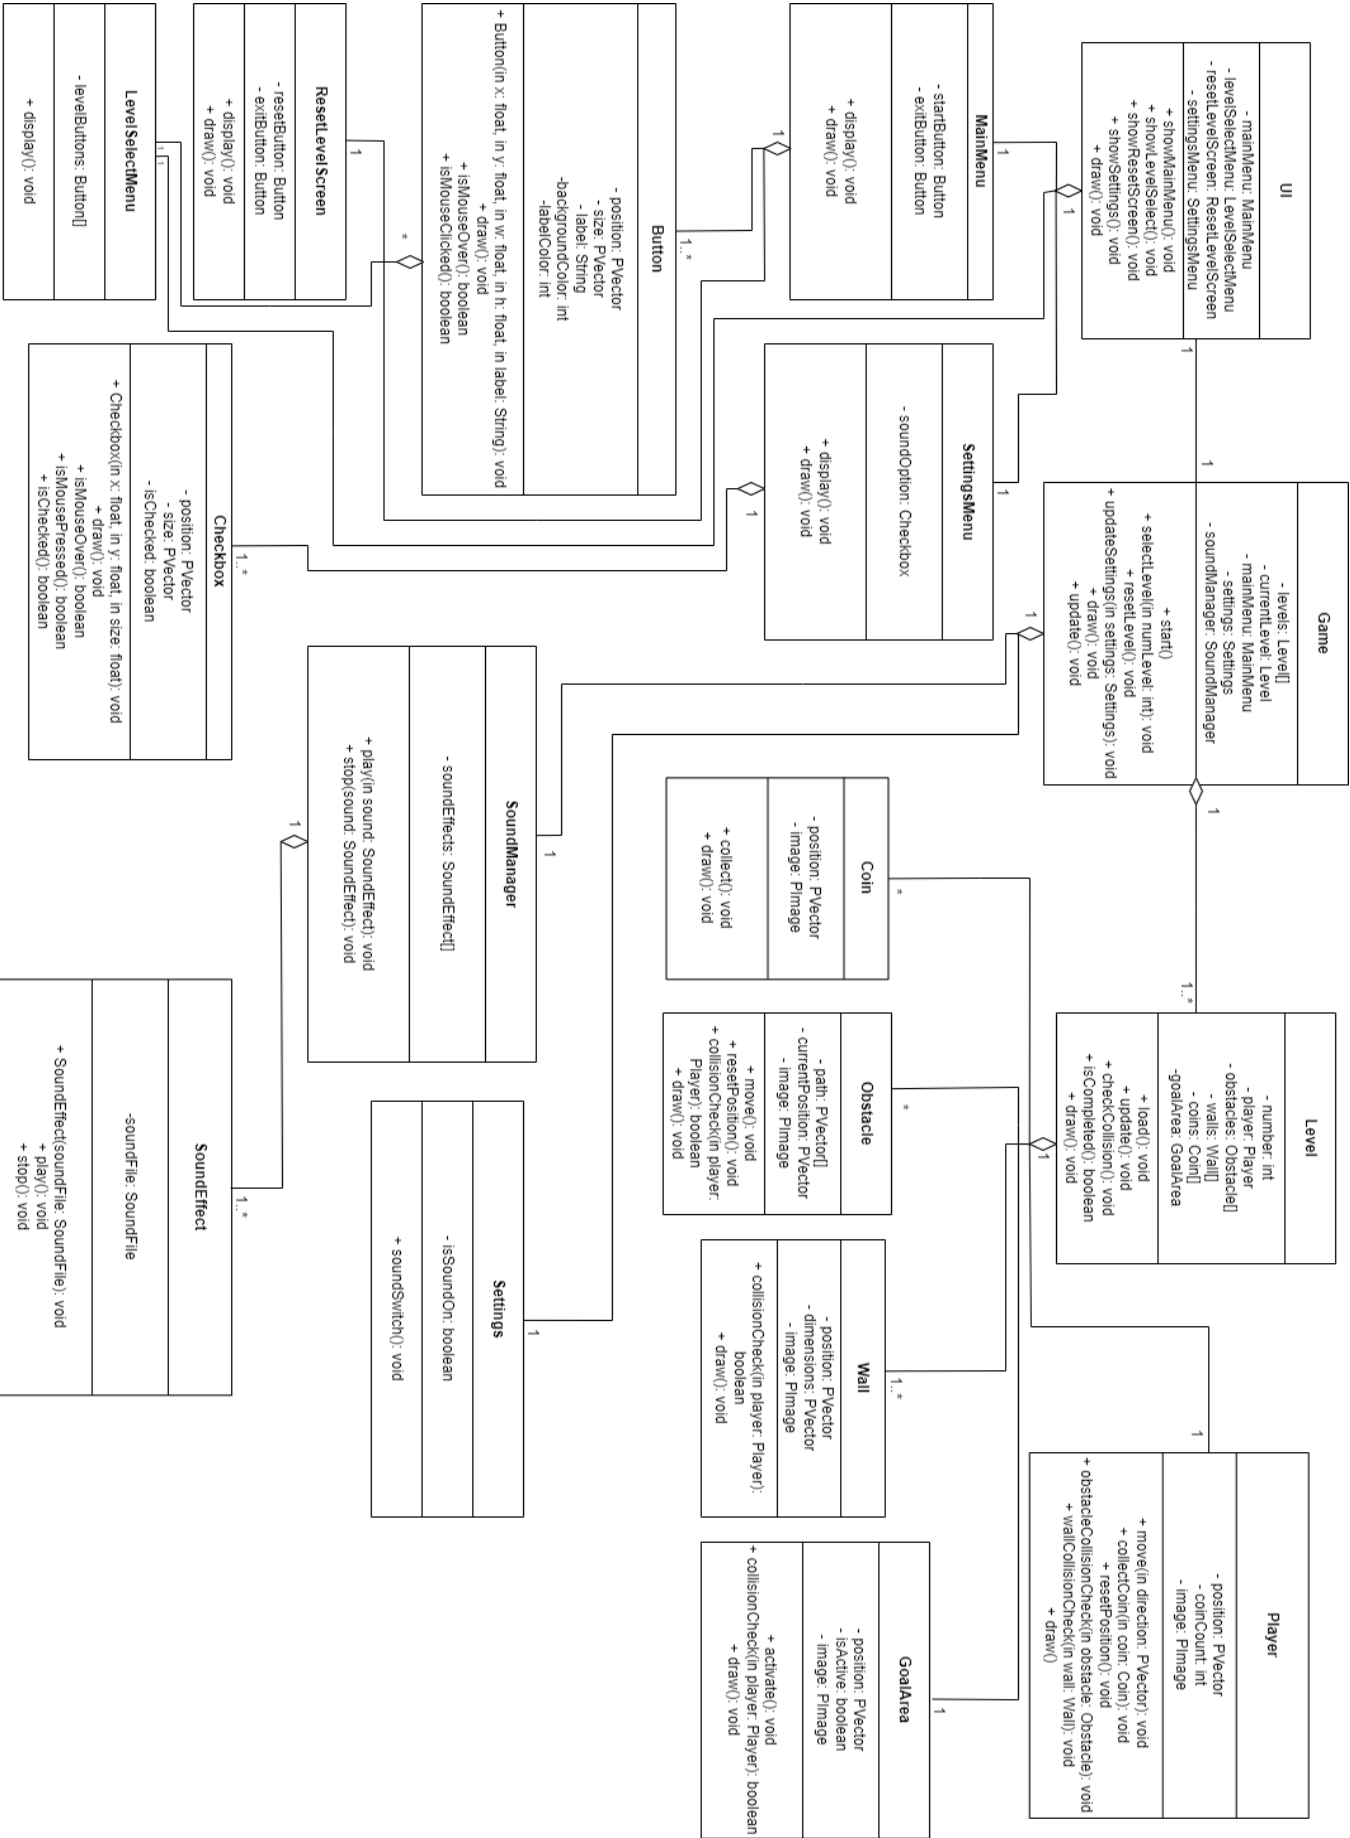 UI
- mainMenu: MainMenu
- levelSelectMenu: LevelSelectMenu
- resetLevelScreen: ResetLevelScreen
- settingsMenu: SettingsMenu
+ showMainMenu(): void
+ showLevelSelect(): void
+ showResetScreen(): void
+ showSettings(): void
+ draw(): void
1
1
1
Game
- levels: Level[]
- currentLevel: Level
- mainMenu: MainMenu
- settings: Settings
- soundManager: SoundManager
+ start()
+ selectLevel(in numLevel: int): void
+ resetLevel(): void
+ updateSettings(in settings: Settings): void
+ draw(): void
+ update(): void
1
1
1..*
Level
- number: int
- player: Player
- obstacles: Obstacle[]
- walls: Wall[]
- coins: Coin[]
-goalArea: GoalArea
+ load(): void
+ update(): void
+ checkCollision(): void
+ isCompleted(): boolean
+ draw(): void
1
1
Player
- position: PVector
- coinCount: int
- image: PImage
+ move(in direction: PVector): void
+ collectCoin(in coin: Coin): void
+ resetPosition(): void
+ obstacleCollisionCheck(in obstacle: Obstacle): void
+ wallCollisionCheck(in wall: Wall): void
+ draw()
1
MainMenu
- startButton: Button
- exitButton: Button
+ display(): void
+ draw(): void
1
1
SettingsMenu
- soundOption: Checkbox
+ display(): void
+ draw(): void
1
*
Coin
- position: PVector
- image: PImage
+ collect(): void
+ draw(): void
*
Obstacle
- path: PVector[]
- currentPosition: PVector
- image: PImage
+ move(): void
+ resetPosition(): void
+ collisionCheck(in player:
Player): boolean
+ draw(): void
1..*
Wall
- position: PVector
- dimensions: PVector
- image: PImage
+ collisionCheck(in player: Player):
boolean
+ draw(): void
1
GoalArea
- position: PVector
- isActive: boolean
- image: PImage
+ activate(): void
+ collisionCheck(in player: Player): boolean
+ draw(): void
1..*
Button
- position: PVector
- size: PVector
- label: String
-backgroundColor: int
-labelColor: int
+ Button(in x: float, in y: float, in w: float, in h: float, in label: String): void
+ draw(): void
+ isMouseOver(): boolean
+ isMouseClicked(): boolean
*
1
SoundManager
- soundEffects: SoundEffect[]
+ play(in sound: SoundEffect): void
+ stop(sound: SoundEffect): void
1
1
Settings
- isSoundOn: boolean
+ soundSwitch(): void
1
ResetLevelScreen
- resetButton: Button
- exitButton: Button
+ display(): void
+ draw(): void
1..*
Checkbox
- position: PVector
- size: PVector
- isChecked: boolean
+ Checkbox(in x: float, in y: float, in size: float): void
+ draw(): void
+ isMouseOver(): boolean
+ isMousePressed(): boolean
+ isChecked(): boolean
1..*
SoundEffect
-soundFile: SoundFile
+ SoundEffect(soundFile: SoundFile): void
+ play(): void
+ stop(): void
1
1
LevelSelectMenu
- levelButtons: Button[]
+ display(): void